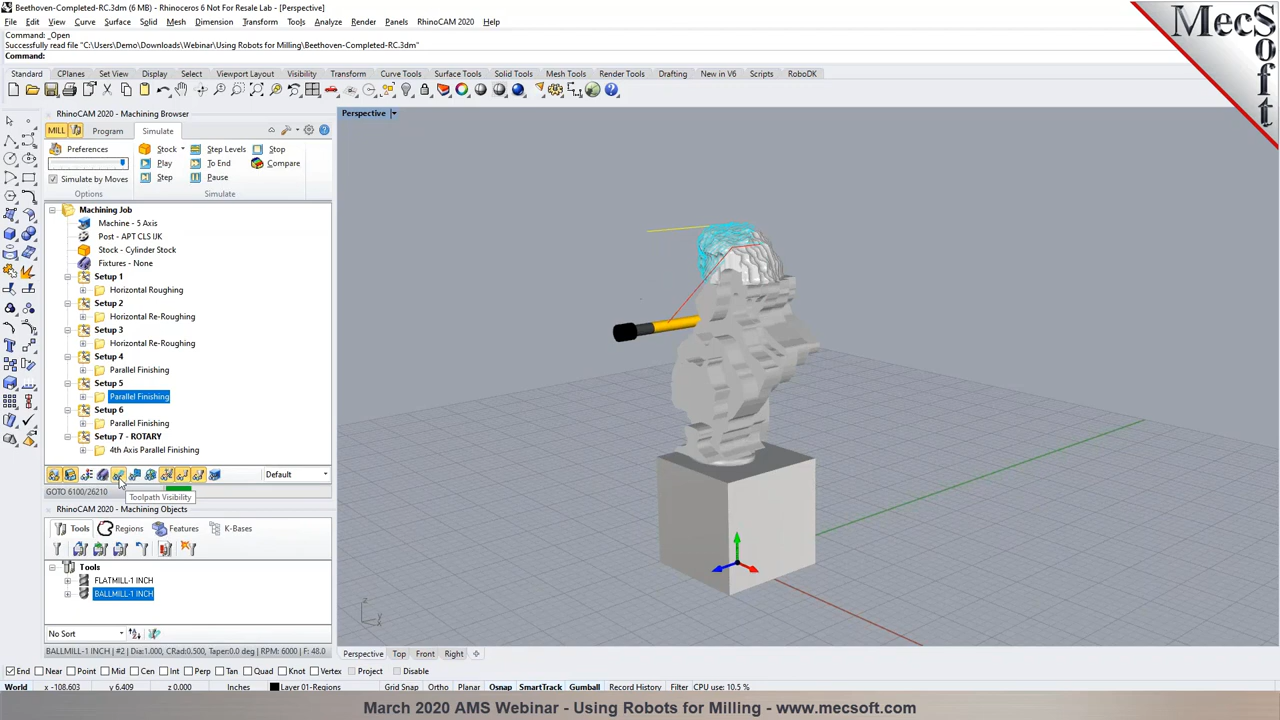 Beethoven-Completed-RC.3dm (6 MB) - Rhinoceros 6 Not For Resale Lab - [Perspective]
File Edit View Curve Surface Solid Mesh Dimension Transform Tools Analyze Render Panels RhinoCAM 2020 Help
Command: _Open
Successfully read file "C:\Users\Demo\Downloads\Webinar\Using Robots for Milling\Beethoven-Completed-RC.3dm"
Command:
Standard CPlanes Set View Display Select Viewport Layout Visibility Transform Curve Tools Surface Tools Solid Tools Mesh Tools Render Tools Drafting New in V6 Scripts RoboDK
MecSoft
RhinoCAM 2020 - Machining Browser
Perspective
MILL Program Simulate
Preferences Stock Step Levels Stop
Play To End Compare
Simulate by Moves Step Pause
Options Simulate
Machining Job
Machine - 5 Axis
Post - APT CLS IJK
Stock - Cylinder Stock
Fixtures - None
Setup 1
Horizontal Roughing
Setup 2
Horizontal Re-Roughing
Setup 3
Horizontal Re-Roughing
Setup 4
Parallel Finishing
Setup 5
Parallel Finishing
Setup 6
Parallel Finishing
Setup 7 - ROTARY
4th Axis Parallel Finishing
Default
GOTO 6100/26210
Toolpath Visibility
RhinoCAM 2020 - Machining Objects
Tools Regions Features K-Bases
Tools
FLATMILL-1 INCH
BALLMILL-1 INCH
No Sort
BALLMILL-1 INCH | #2 | Dia:1.000, CRad:0.500, Taper:0.0 deg, RPM: 6000 | F: 48.0
z
x
y
Perspective Top Front Right
End Near Point Mid Cen Int Perp Tan Quad Knot Vertex Project Disable
World x -108.603 y 6.409 z 0.000 Inches Layer 01-Regions Grid Snap Ortho Planar Osnap SmartTrack Gumball Record History Filter CPU use: 10.5 %
March 2020 AMS Webinar - Using Robots for Milling - www.mecsoft.com